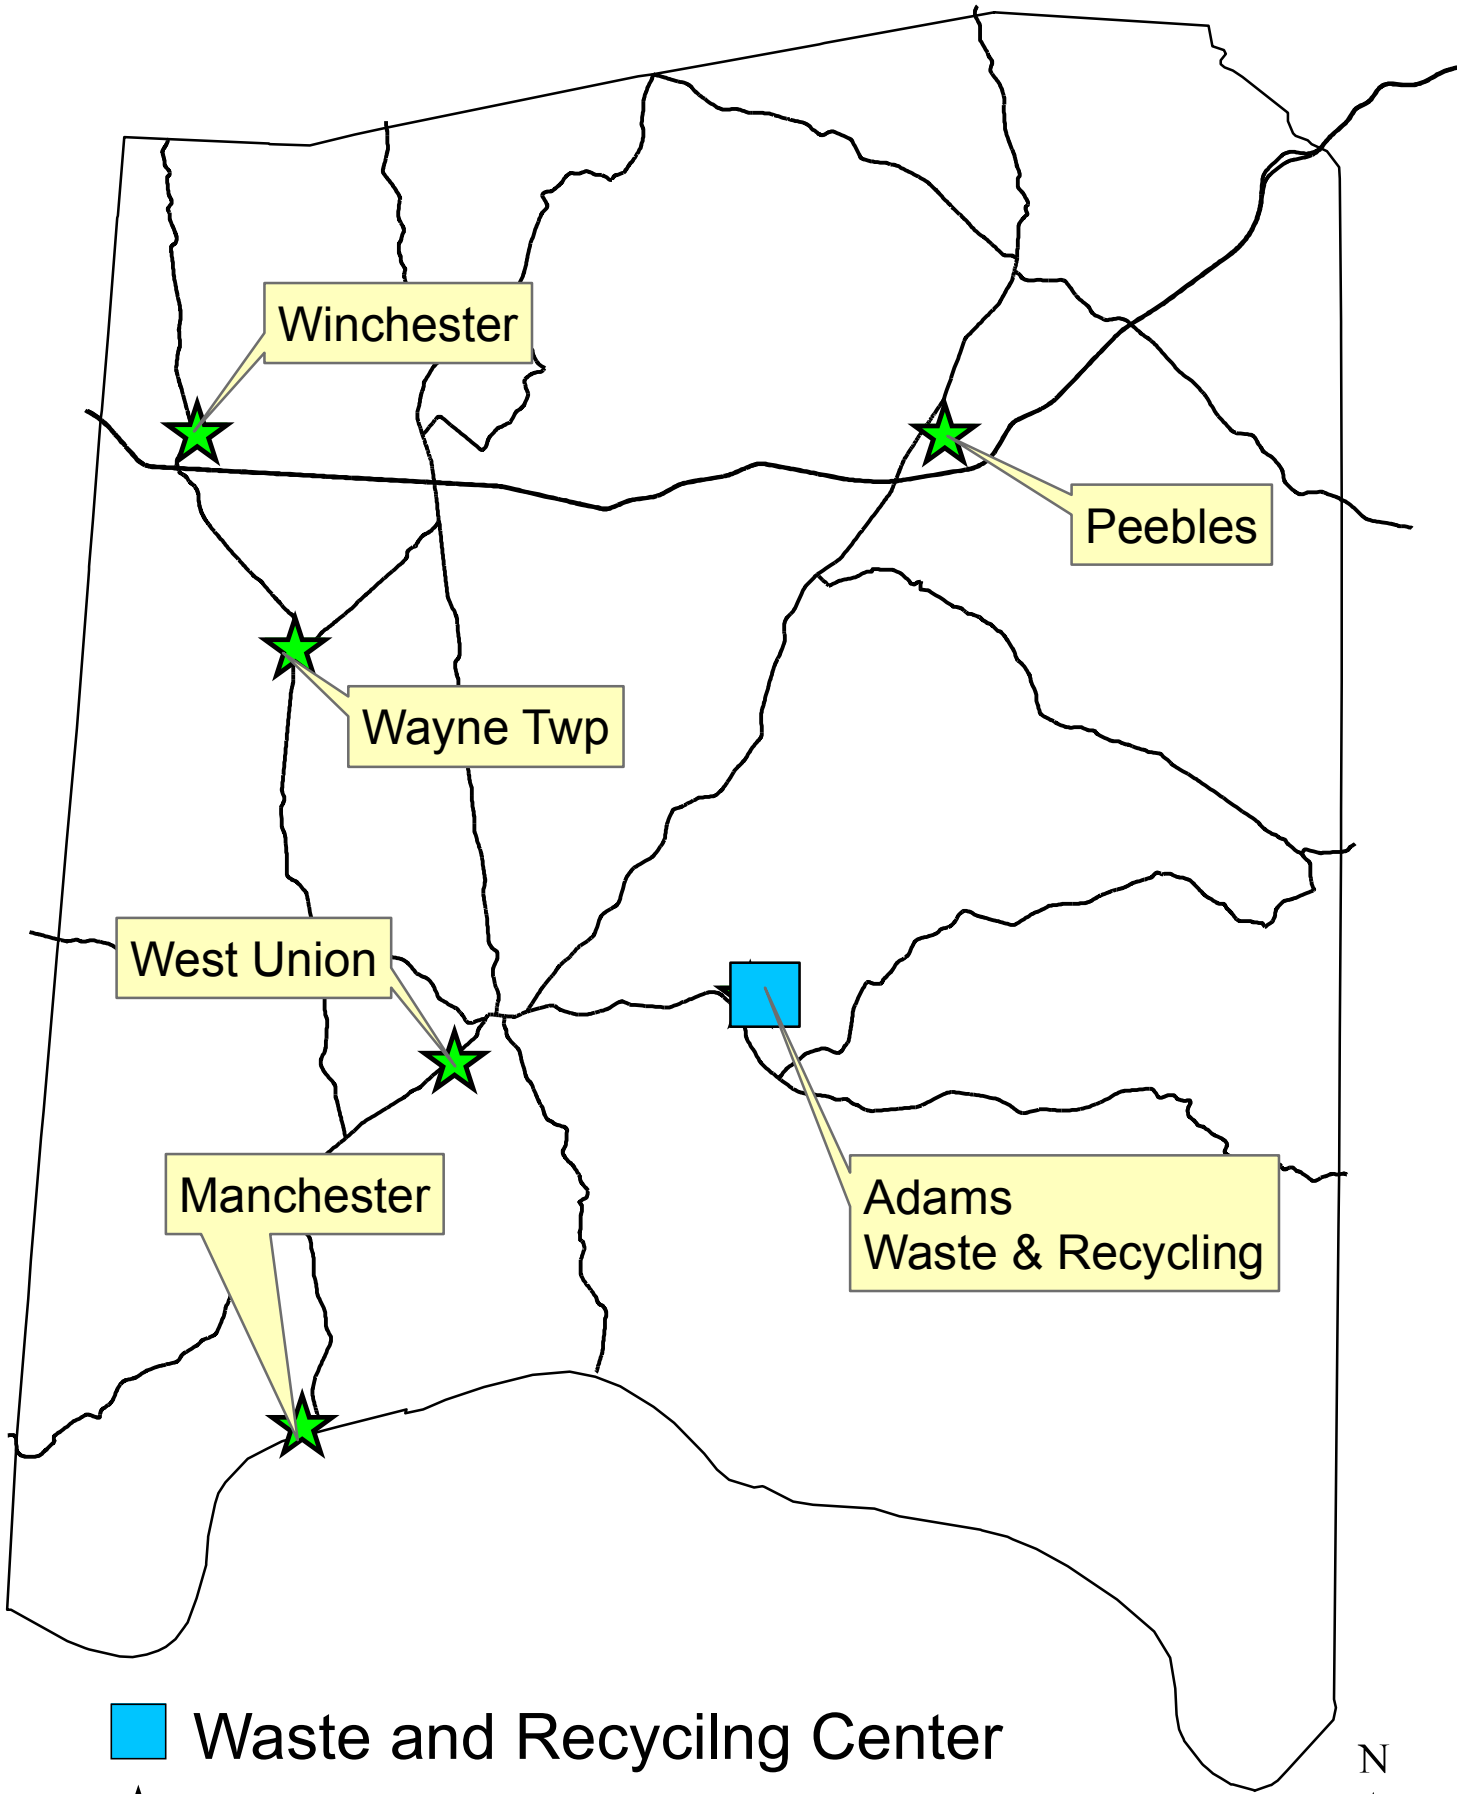 Winchester
Peebles
Wayne Twp
West Union
Manchester
Adams
Waste & Recycling
Waste and Recycilng Center
N